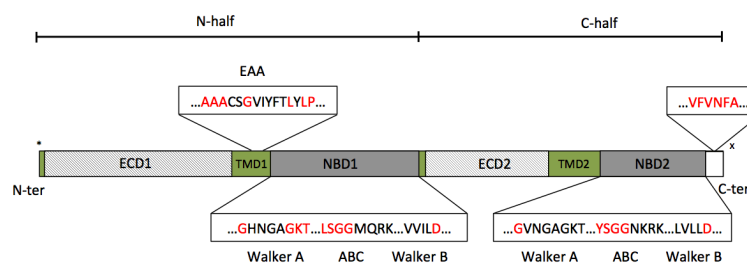 N-half C-half
EAA
...AAACSGVIYFTLYLP... ...VFVNFA...
* x
ECD1 TMD1 NBD1 ECD2 TMD2 NBD2
N-ter C-ter
...GHNGAGKT...LSGGMQRK...VVILD... ...GVNGAGKT...YSGGNKRK...LVLLD...
Walker A ABC Walker B Walker A ABC Walker B